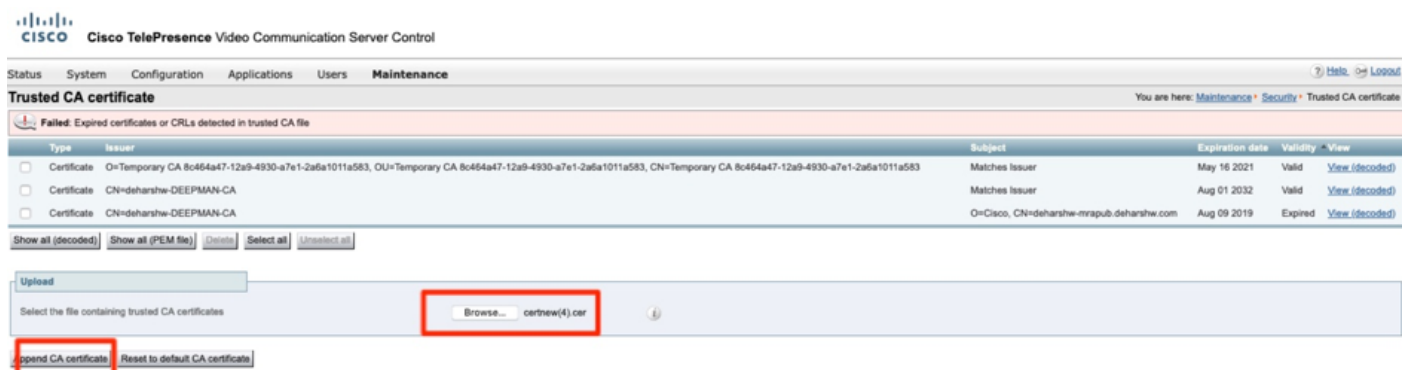 CISCO Cisco TelePresence Video Communication Server Control
Status System Configuration Applications Users Maintenance Help Logout
Trusted CA certificate You are here: Maintenance Security Trusted CA certificate
Failed: Expired certificates or CRLs detected in trusted CA file
Type Issuer Subject Expiration date Validity View
Certificate O=Temporary CA 8c464a47-12a9-4930-a7e1-2a6a1011a583, OU=Temporary CA 8c464a47-12a9-4930-a7e1-2a6a1011a583, CN=Temporary CA 8c464a47-12a9-4930-a7e1-2a6a1011a583 Matches Issuer May 16 2021 Valid View (decoded)
Certificate CN=deharshw-DEEPMAN-CA Matches Issuer Aug 01 2032 Valid View (decoded)
Certificate CN=deharshw-DEEPMAN-CA O=Cisco, CN=deharshw-mrapub.deharshw.com Aug 09 2019 Expired View (decoded)
Show all (decoded) Show all (PEM file) Delete Select all Unselect all
Upload
Select the file containing trusted CA certificates Browse... certnew(4).cer
Append CA certificate Reset to default CA certificate